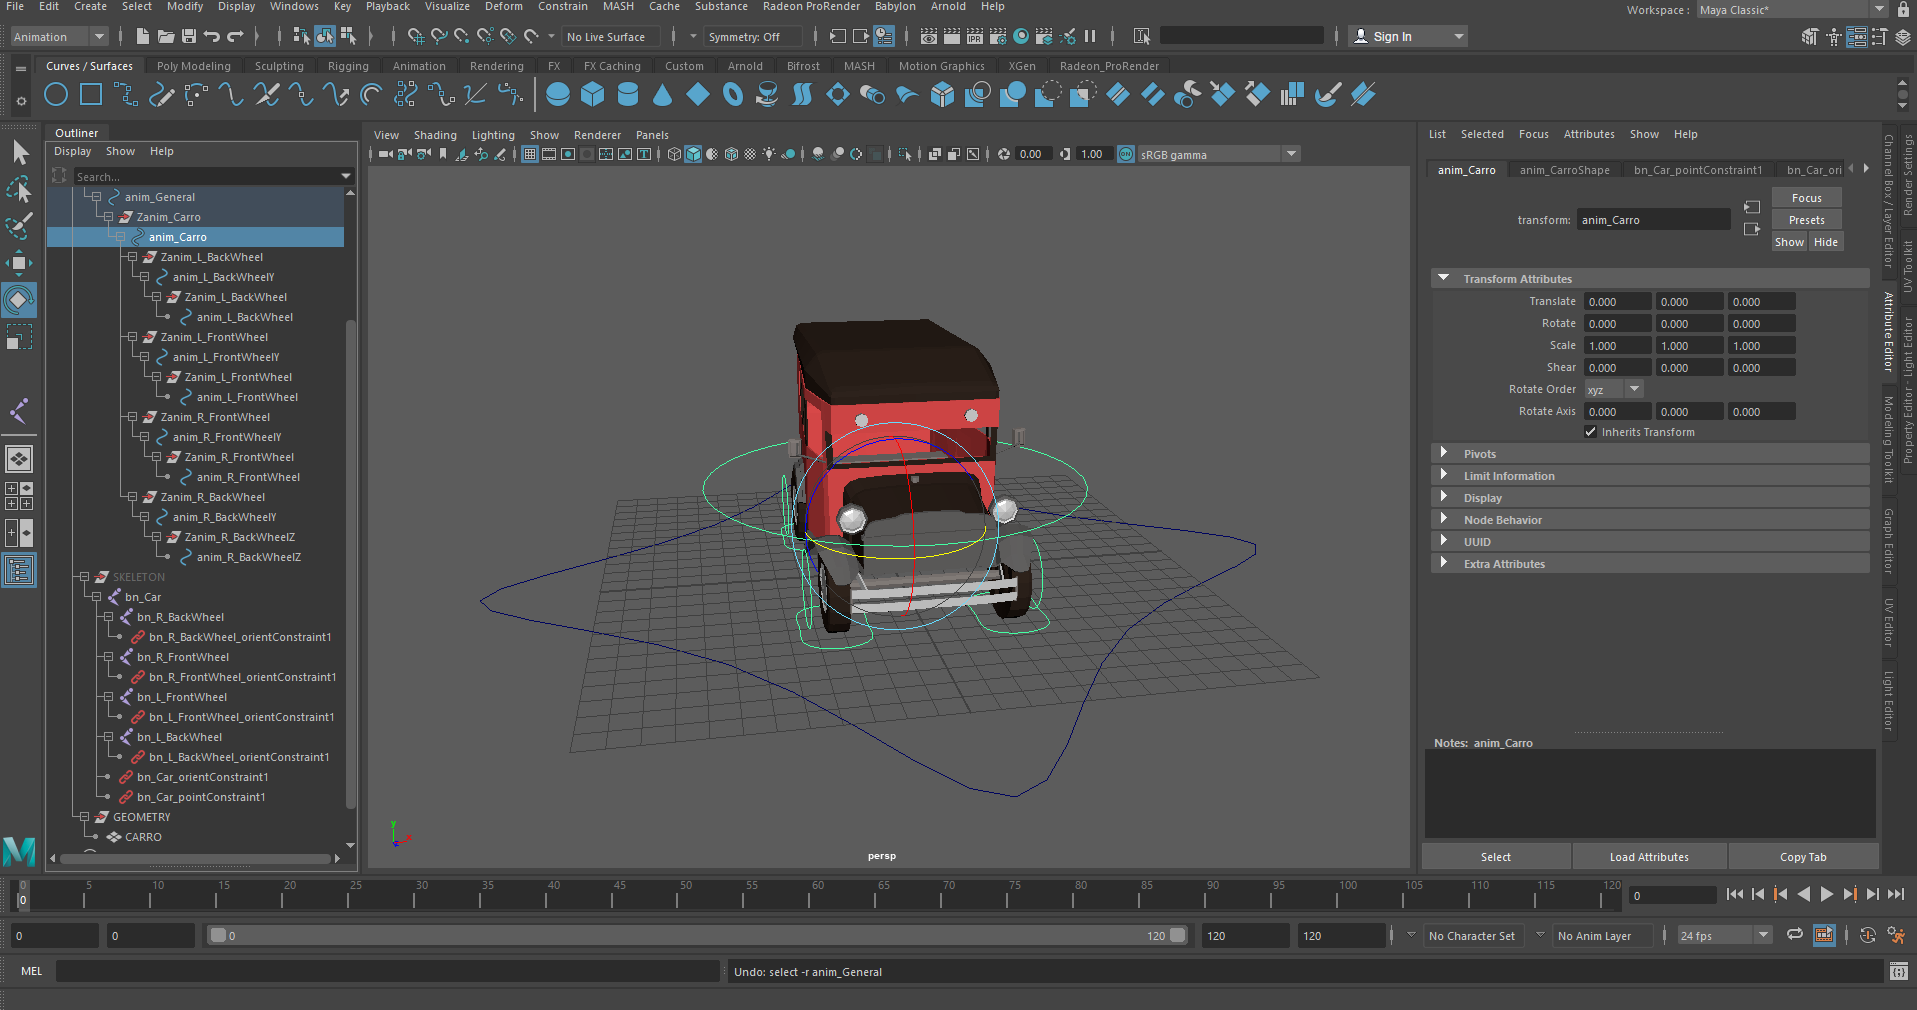 File Edit Create Select Modify Display Windows Key Playback Visualize Deform Constrain MASH Cache Substance Radeon ProRender Babylon Arnold Help
Workspace : Maya Classic*
Animation No Live Surface Symmetry: Off IPR Sign In
Curves / Surfaces Poly Modeling Sculpting Rigging Animation Rendering FX FX Caching Custom Arnold Bifrost MASH Motion Graphics XGen Radeon_ProRender
Outliner
Display Show Help
Search...
anim_General
Zanim_Carro
anim_Carro
Zanim_L_BackWheel
anim_L_BackWheelY
Zanim_L_BackWheel
anim_L_BackWheel
Zanim_L_FrontWheel
anim_L_FrontWheelY
Zanim_L_FrontWheel
anim_L_FrontWheel
Zanim_R_FrontWheel
anim_R_FrontWheelY
Zanim_R_FrontWheel
anim_R_FrontWheel
Zanim_R_BackWheel
anim_R_BackWheelY
Zanim_R_BackWheelZ
anim_R_BackWheelZ
SKELETON
bn_Car
bn_R_BackWheel
bn_R_BackWheel_orientConstraint1
bn_R_FrontWheel
bn_R_FrontWheel_orientConstraint1
bn_L_FrontWheel
bn_L_FrontWheel_orientConstraint1
bn_L_BackWheel
bn_L_BackWheel_orientConstraint1
bn_Car_orientConstraint1
bn_Car_pointConstraint1
GEOMETRY
CARRO
View Shading Lighting Show Renderer Panels
0.00 1.00 ON sRGB gamma
y
x
persp
List Selected Focus Attributes Show Help
anim_Carro anim_CarroShape bn_Car_pointConstraint1 bn_Car_ori
transform: anim_Carro
Focus
Presets
Show Hide
Transform Attributes
Translate 0.000 0.000 0.000
Rotate 0.000 0.000 0.000
Scale 1.000 1.000 1.000
Shear 0.000 0.000 0.000
Rotate Order xyz
Rotate Axis 0.000 0.000 0.000
Inherits Transform
Pivots
Limit Information
Display
Node Behavior
UUID
Extra Attributes
Notes: anim_Carro
Select Load Attributes Copy Tab
Channel Box / Layer Editor
Attribute Editor
Modeling Toolkit
Graph Editor
UV Editor
Light Editor
Render Settings
UV Toolkit
Property Editor - Light Editor
0 5 10 15 20 25 30 35 40 45 50 55 60 65 70 75 80 85 90 95 100 105 110 115 120
0
0
0 0 0 120 120 120 No Character Set No Anim Layer 24 fps
MEL Undo: select -r anim_General